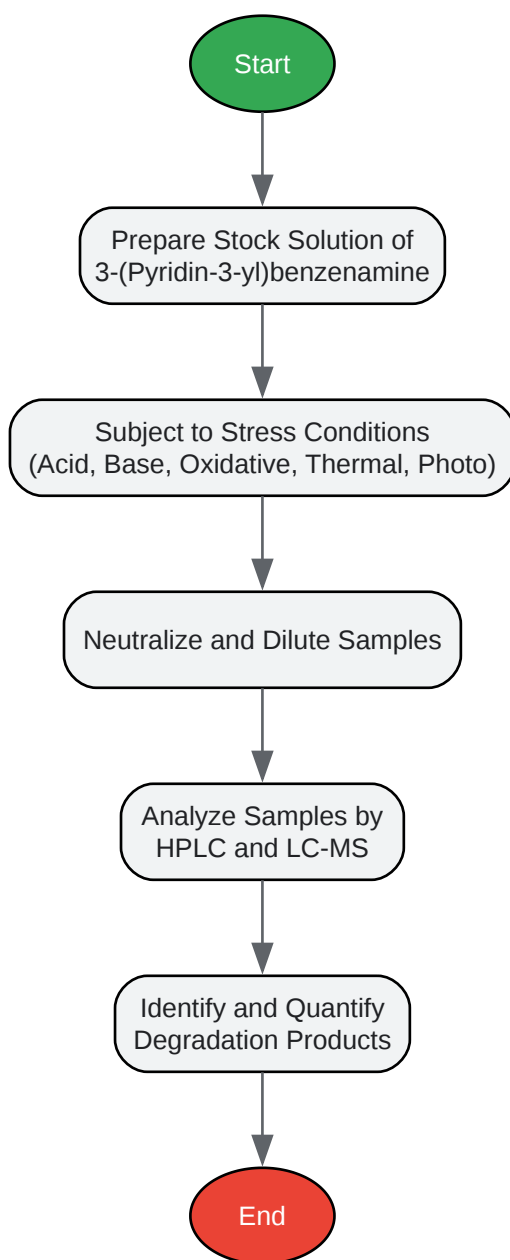 Start
Prepare Stock Solution of
3-(Pyridin-3-yl)benzenamine
Subject to Stress Conditions
(Acid, Base, Oxidative, Thermal, Photo)
Neutralize and Dilute Samples
Analyze Samples by
HPLC and LC-MS
Identify and Quantify
Degradation Products
End